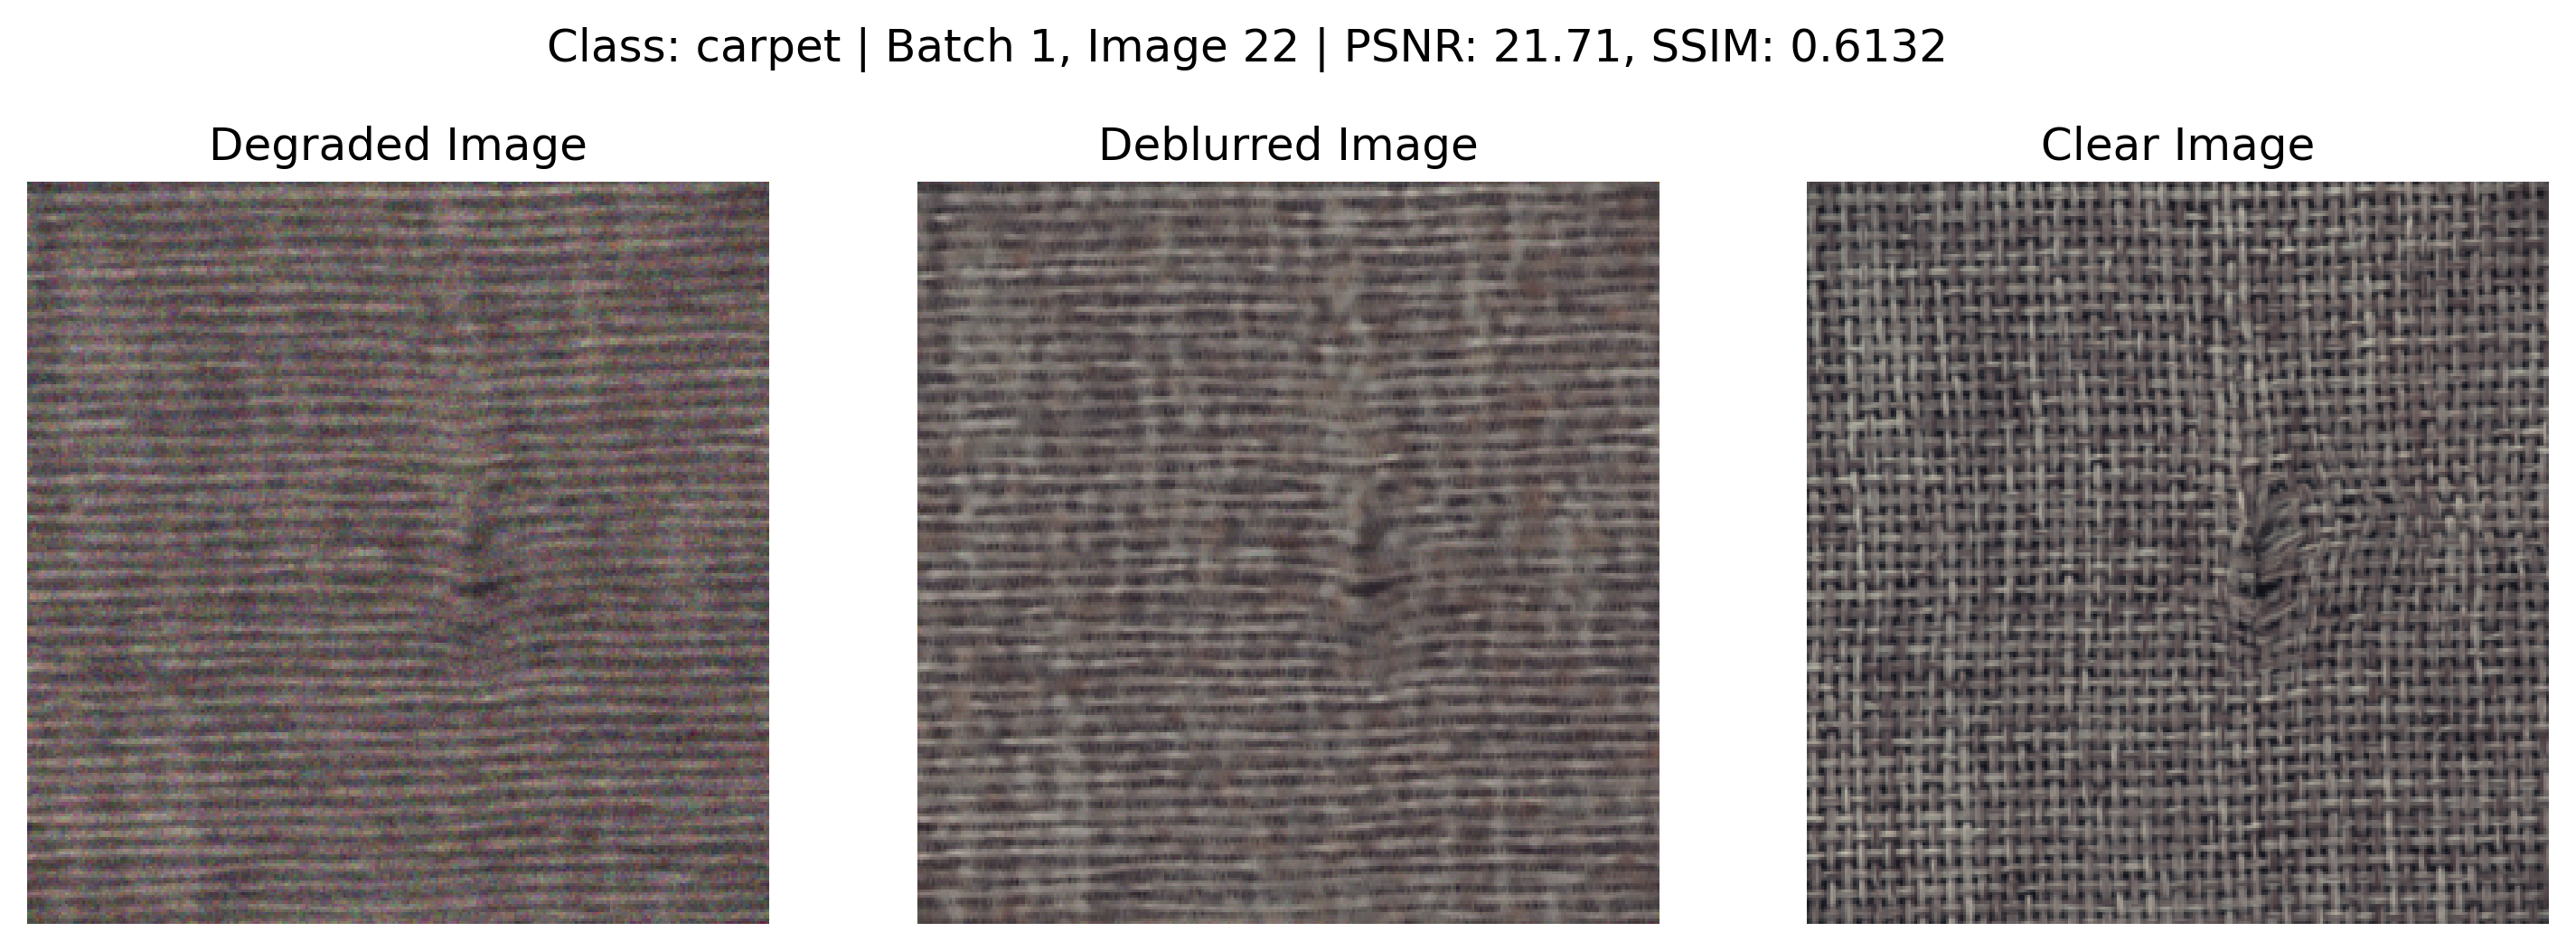 Class: carpet | Batch 1, Image 22 | PSNR: 21.71, SSIM: 0.6132
Degraded Image
Deblurred Image
Clear Image